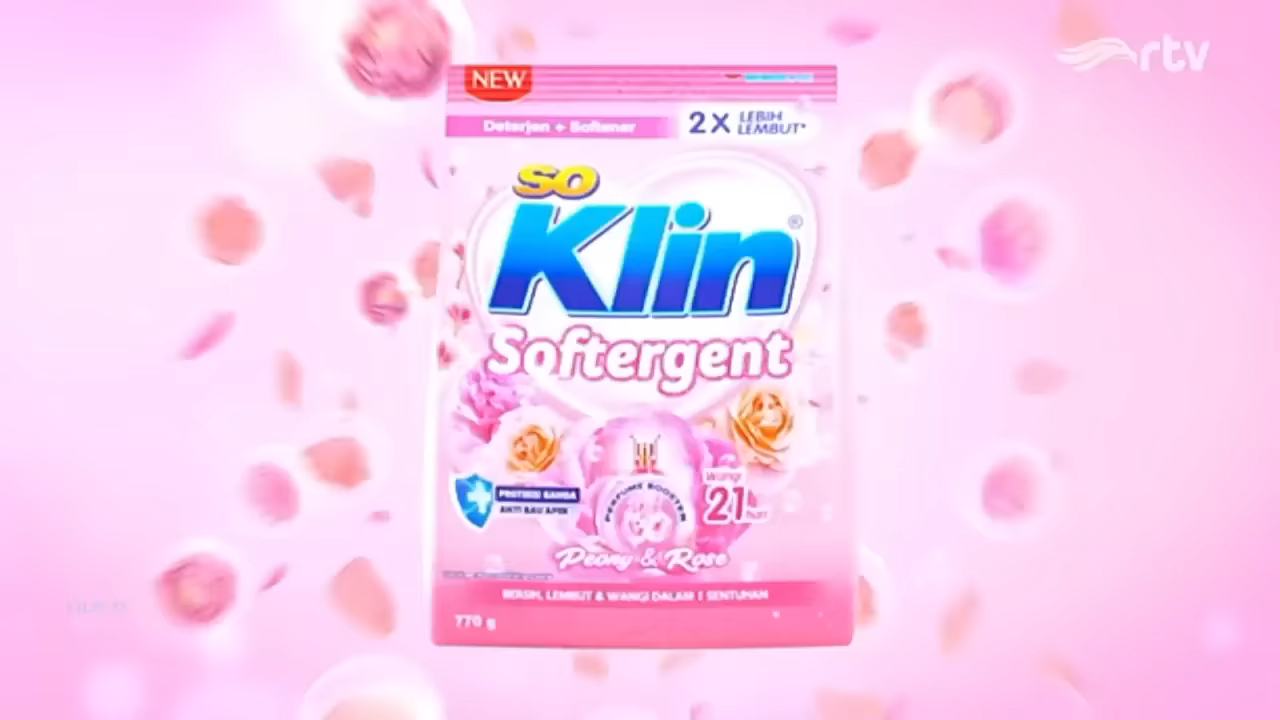 rtv
NEW
Deterjen + Softener
2X LEBIH
LEMBUT*
SO
Klin®
Softergent
PROTEKSI GANDA
ANTI BAU APEK
PERFUME BOOSTER
Wangi
21 hari
Peony & Rose
BERSIH, LEMBUT & WANGI DALAM 1 SENTUHAN
770 g